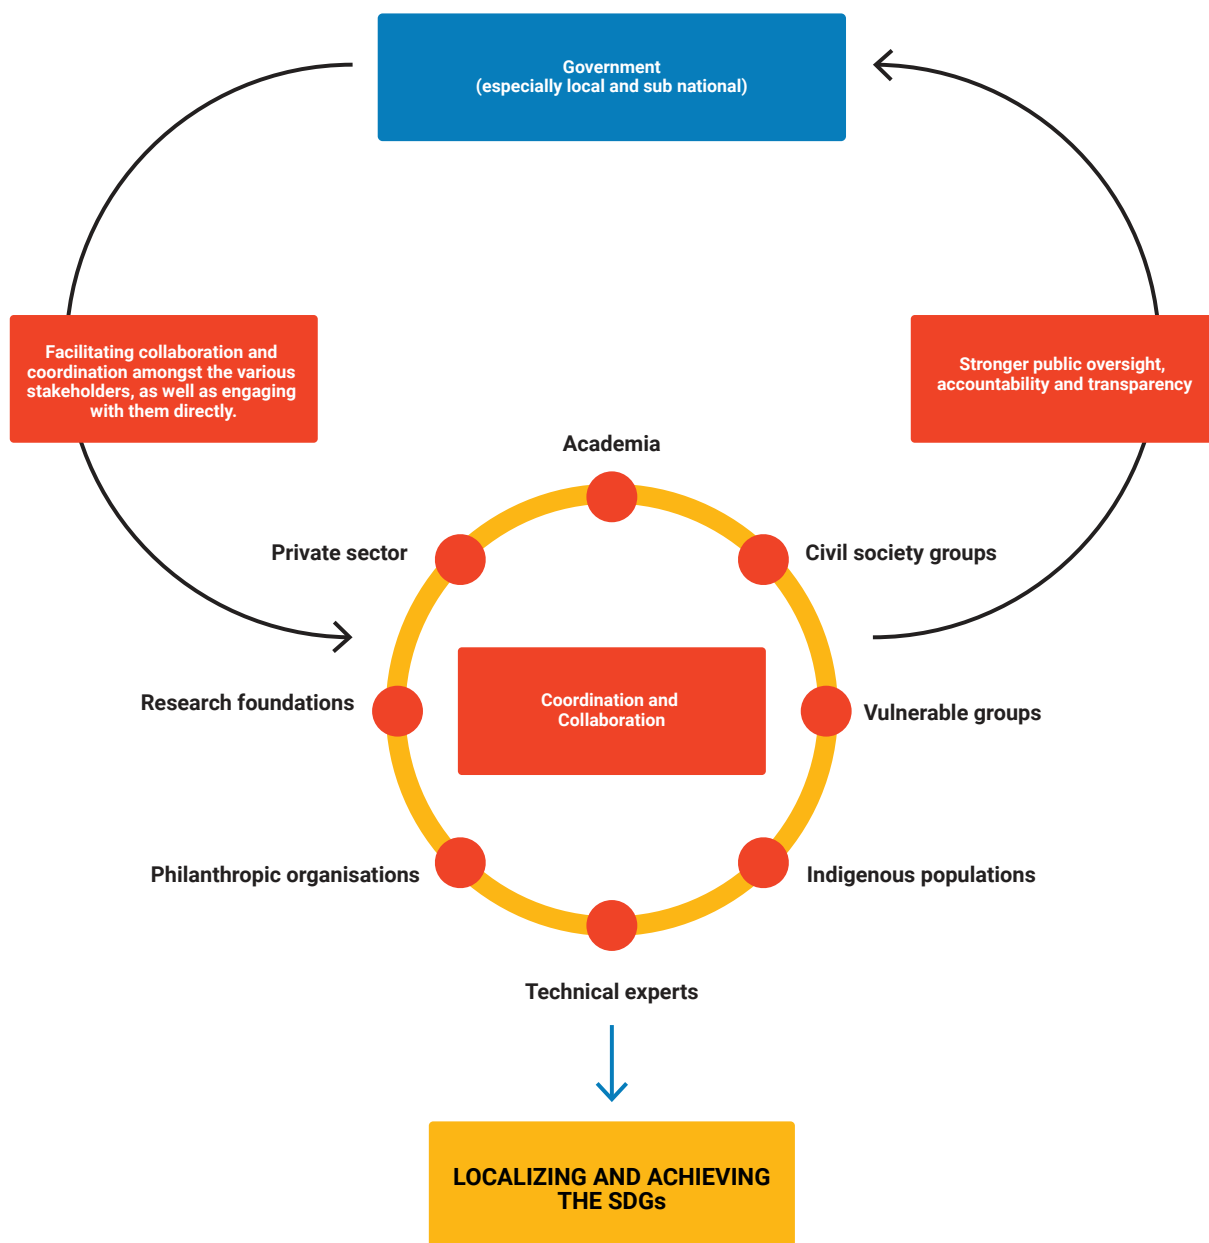 Government
(especially local and sub national)
Facilitating collaboration and
coordination amongst the various
stakeholders, as well as engaging
with them directly.
Stronger public oversight,
accountability and transparency
Academia
Private sector
Civil society groups
Research foundations
Coordination and
Collaboration
Vulnerable groups
Philanthropic organisations
Indigenous populations
Technical experts
LOCALIZING AND ACHIEVING
THE SDGs